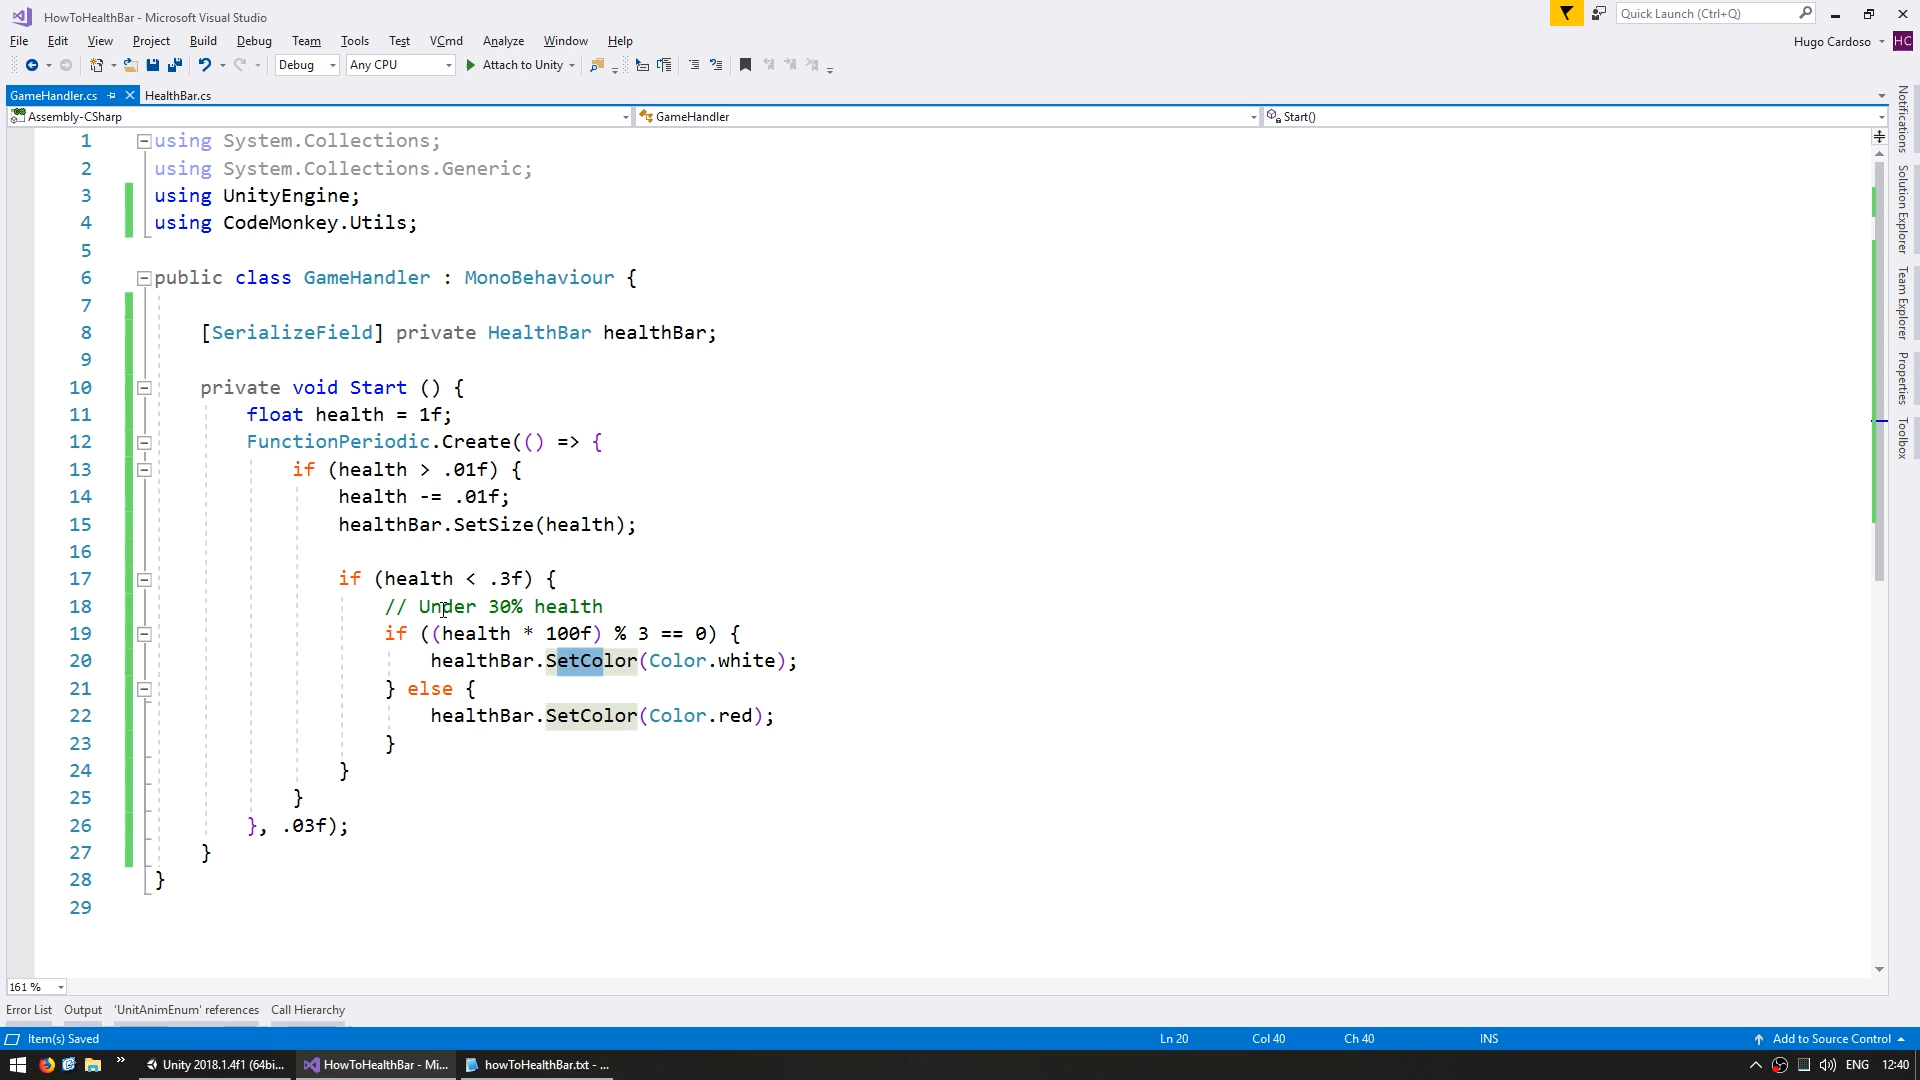 HowToHealthBar - Microsoft Visual Studio
Quick Launch (Ctrl+Q)
File Edit View Project Build Debug Team Tools Test VCmd Analyze Window Help
Hugo Cardoso HC
Debug Any CPU Attach to Unity
GameHandler.cs HealthBar.cs
Assembly-CSharp GameHandler Start()
1 using System.Collections;
2 using System.Collections.Generic;
3 using UnityEngine;
4 using CodeMonkey.Utils;
5
6 public class GameHandler : MonoBehaviour {
7
8 [SerializeField] private HealthBar healthBar;
9
10 private void Start () {
11 float health = 1f;
12 FunctionPeriodic.Create(() => {
13 if (health > .01f) {
14 health -= .01f;
15 healthBar.SetSize(health);
16
17 if (health < .3f) {
18 // Under 30% health
19 if ((health * 100f) % 3 == 0) {
20 healthBar.SetColor(Color.white);
21 } else {
22 healthBar.SetColor(Color.red);
23 }
24 }
25 }
26 }, .03f);
27 }
28 }
29
Notifications
Solution Explorer
Team Explorer
Properties
Toolbox
161 %
Error List Output 'UnitAnimEnum' references Call Hierarchy
Item(s) Saved Ln 20 Col 40 Ch 40 INS Add to Source Control
Unity 2018.1.4f1 (64bi... HowToHealthBar - Mi... howToHealthBar.txt - ... ENG 12:40